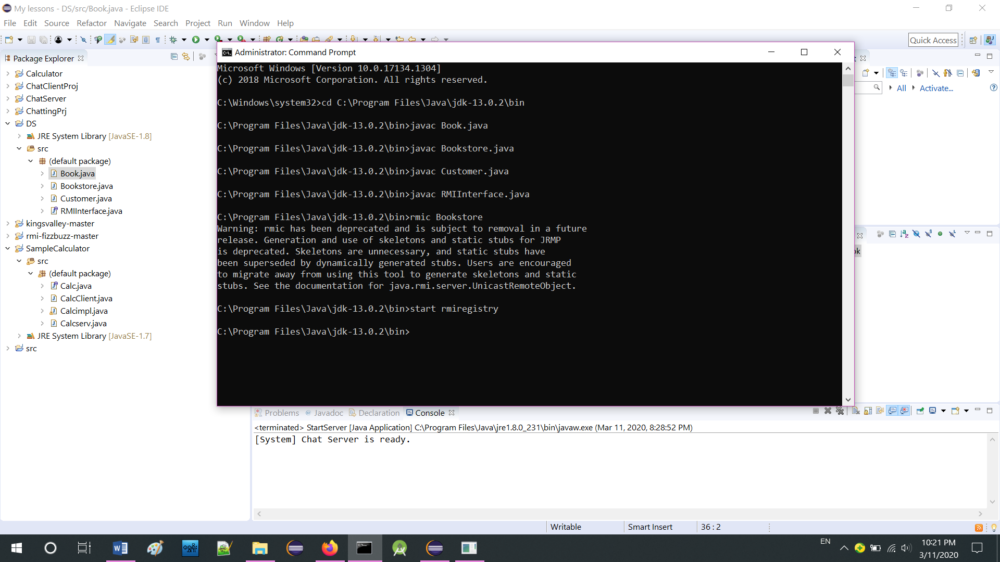 My lessons - DS/src/Book.java - Eclipse IDE
File Edit Source Refactor Navigate Search Project Run Window Help
Quick Access
Package Explorer
Calculator
ChatClientProj
ChatServer
ChattingPrj
DS
JRE System Library [JavaSE-1.8]
src
(default package)
Book.java
Bookstore.java
Customer.java
RMIInterface.java
kingsvalley-master
rmi-fizzbuzz-master
SampleCalculator
src
(default package)
Calc.java
CalcClient.java
Calcimpl.java
Calcserv.java
JRE System Library [JavaSE-1.7]
src
Administrator: Command Prompt
Microsoft Windows [Version 10.0.17134.1304]
(c) 2018 Microsoft Corporation. All rights reserved.
C:\Windows\system32>cd C:\Program Files\Java\jdk-13.0.2\bin
C:\Program Files\Java\jdk-13.0.2\bin>javac Book.java
C:\Program Files\Java\jdk-13.0.2\bin>javac Bookstore.java
C:\Program Files\Java\jdk-13.0.2\bin>javac Customer.java
C:\Program Files\Java\jdk-13.0.2\bin>javac RMIInterface.java
C:\Program Files\Java\jdk-13.0.2\bin>rmic Bookstore
Warning: rmic has been deprecated and is subject to removal in a future
release. Generation and use of skeletons and static stubs for JRMP
is deprecated. Skeletons are unnecessary, and static stubs have
been superseded by dynamically generated stubs. Users are encouraged
to migrate away from using this tool to generate skeletons and static
stubs. See the documentation for java.rmi.server.UnicastRemoteObject.
C:\Program Files\Java\jdk-13.0.2\bin>start rmiregistry
C:\Program Files\Java\jdk-13.0.2\bin>
All Activate...
Problems Javadoc Declaration Console
<terminated> StartServer [Java Application] C:\Program Files\Java\jre1.8.0_231\bin\javaw.exe (Mar 11, 2020, 8:28:52 PM)
[System] Chat Server is ready.
Writable Smart Insert 36 : 2
EN
10:21 PM
3/11/2020